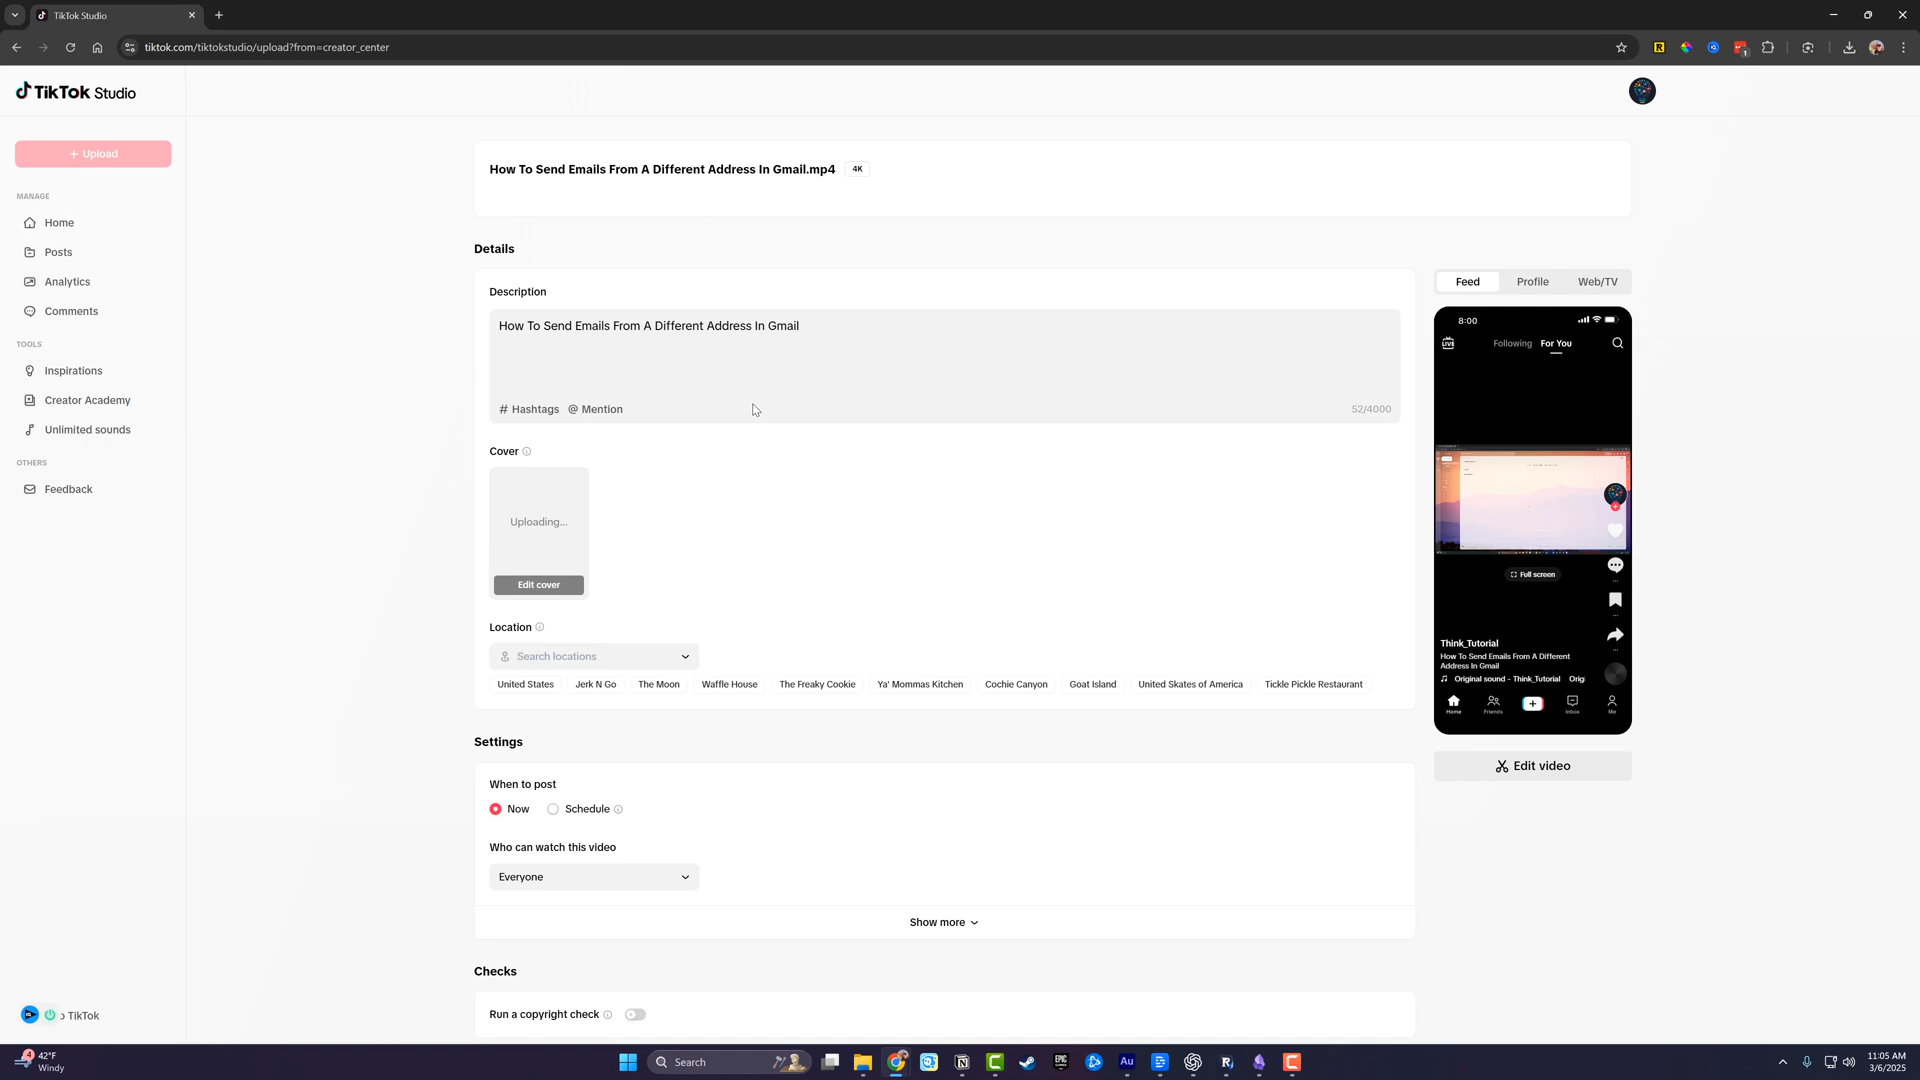 TikTok Studio
tiktok.com/tiktokstudio/upload?from=creator_center
TikTok Studio
+ Upload
MANAGE
Home
Posts
Analytics
Comments
TOOLS
Inspirations
Creator Academy
Unlimited sounds
OTHERS
Feedback
TikTok
How To Send Emails From A Different Address In Gmail.mp4 4K
Details
Description
How To Send Emails From A Different Address In Gmail
# Hashtags @ Mention 52/4000
Cover
Uploading...
Edit cover
Location
Search locations
United States Jerk N Go The Moon Waffle House The Freaky Cookie Ya' Mommas Kitchen Cochie Canyon Goat Island United Skates of America Tickle Pickle Restaurant
Settings
When to post
Now Schedule
Who can watch this video
Everyone
Show more
Checks
Run a copyright check
Feed Profile Web/TV
8:00
LIVE Following For You
Full screen
Think_Tutorial
How To Send Emails From A Different
Address In Gmail
Original sound - Think_Tutorial Orig
Home Friends Inbox Me
Edit video
4 42°F
Windy
Search
11:05 AM
3/6/2025